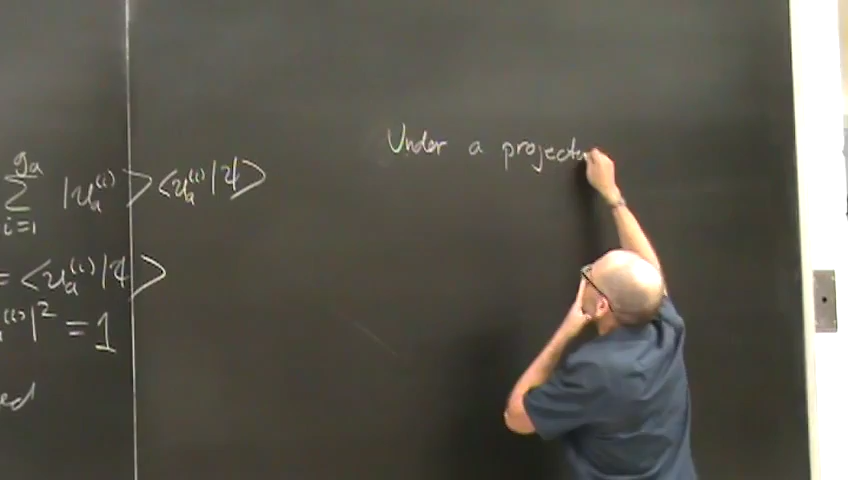 g_a
∑ |u_a^(i)> <u_a^(i)|ψ>
i=1
= <u_a^(i)|ψ>
^(i)|^2 = 1
ed
Under a projecto